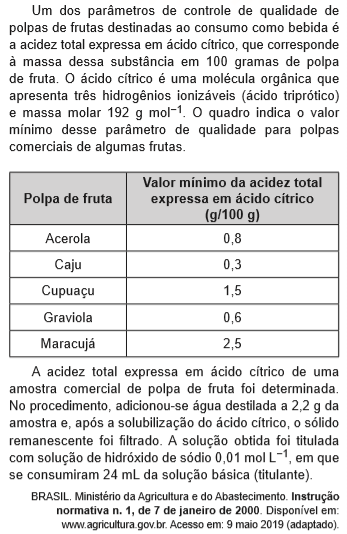 Um dos parâmetros de controle de qualidade de
polpas de frutas destinadas ao consumo como bebida é
a acidez total expressa em ácido cítrico, que corresponde
à massa dessa substância em 100 gramas de polpa
de fruta. O ácido cítrico é uma molécula orgânica que
apresenta três hidrogênios ionizáveis (ácido triprótico)
e massa molar 192 g mol⁻¹. O quadro indica o valor
mínimo desse parâmetro de qualidade para polpas
comerciais de algumas frutas.
Polpa de fruta
Valor mínimo da acidez total
expressa em ácido cítrico
(g/100 g)
Acerola 0,8
Caju 0,3
Cupuaçu 1,5
Graviola 0,6
Maracujá 2,5
A acidez total expressa em ácido cítrico de uma
amostra comercial de polpa de fruta foi determinada.
No procedimento, adicionou-se água destilada a 2,2 g da
amostra e, após a solubilização do ácido cítrico, o sólido
remanescente foi filtrado. A solução obtida foi titulada
com solução de hidróxido de sódio 0,01 mol L⁻¹, em que
se consumiram 24 mL da solução básica (titulante).
BRASIL. Ministério da Agricultura e do Abastecimento. Instrução
normativa n. 1, de 7 de janeiro de 2000. Disponível em:
www.agricultura.gov.br. Acesso em: 9 maio 2019 (adaptado).